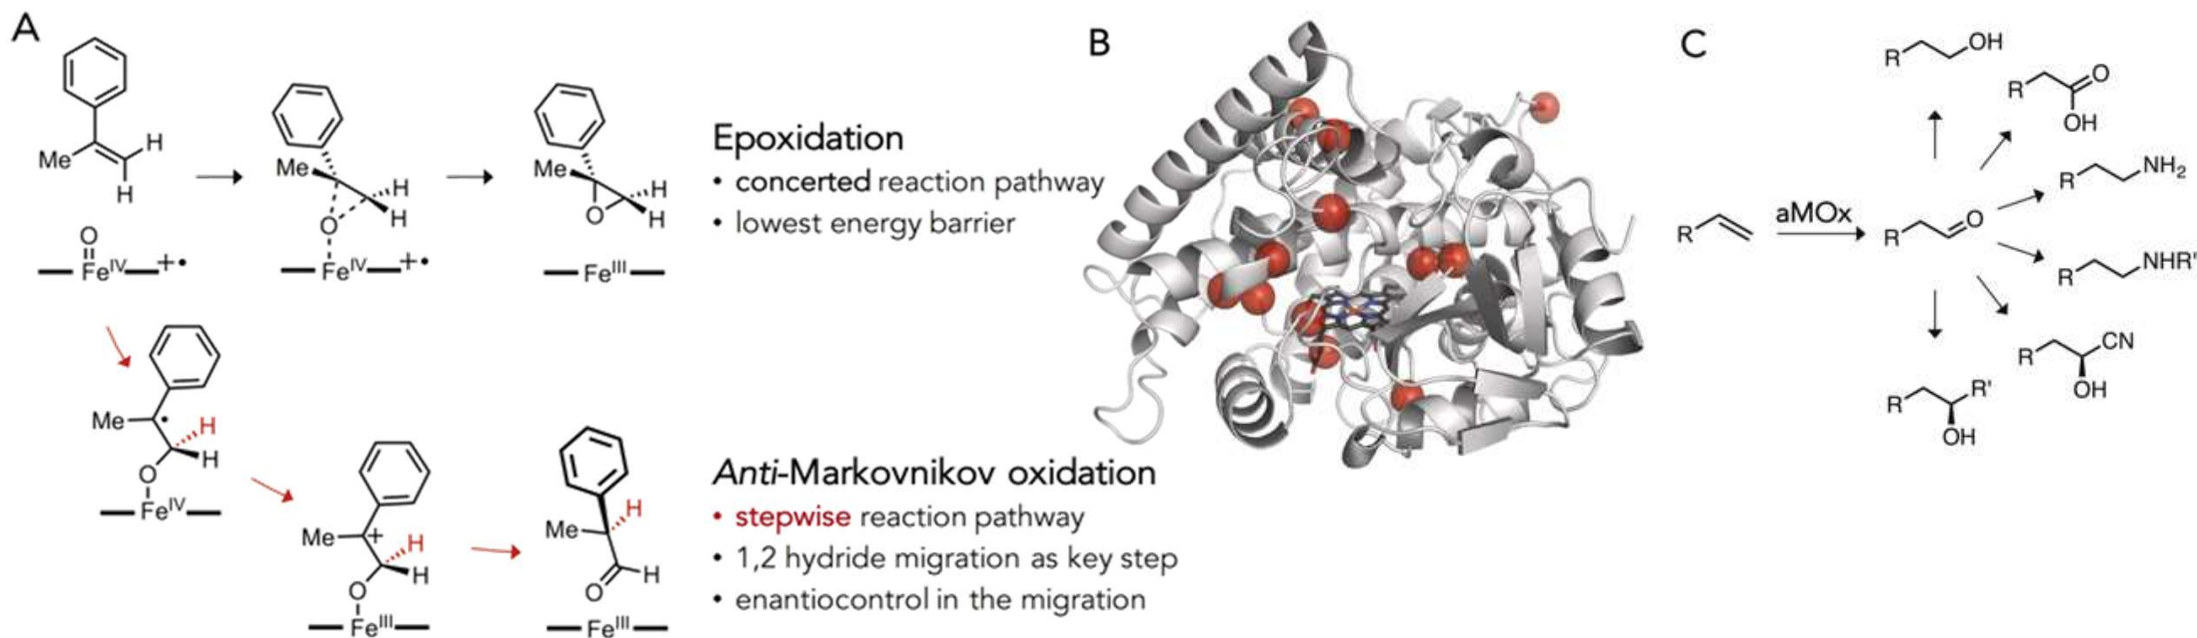 A
Me
H
H
O
Fe^IV +•
Me
H
H
O
Fe^IV +•
Me
H
H
O
Fe^III
Epoxidation
• concerted reaction pathway
• lowest energy barrier
Me
•
H
H
O
Fe^IV
Me
+
H
H
O
Fe^III
Me
H
O
H
Fe^III
Anti-Markovnikov oxidation
• stepwise reaction pathway
• 1,2 hydride migration as key step
• enantiocontrol in the migration
B
C
R
aMOx
R
O
R
OH
R
O
OH
R
NH₂
R
NHR'
R
CN
OH
R
R'
OH